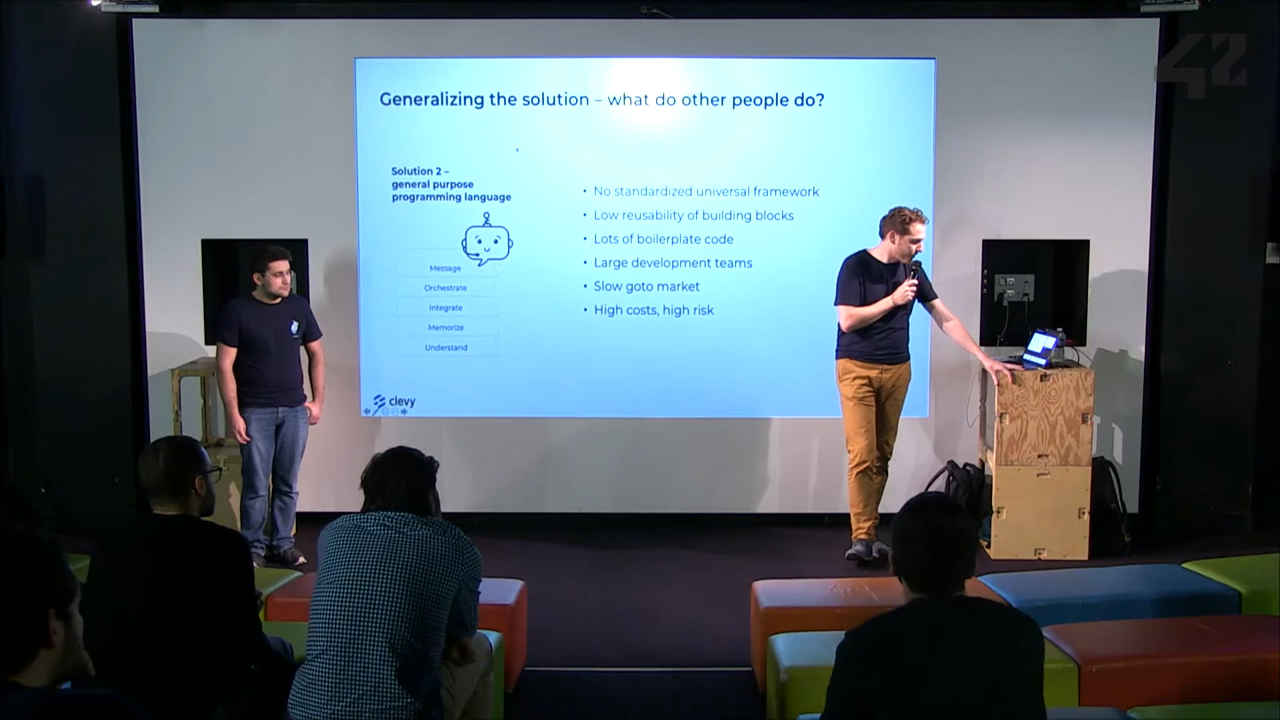 42
Generalizing the solution – what do other people do?
Solution 2 –
general purpose
programming language
Message
Orchestrate
Integrate
Memorize
Understand
• No standardized universal framework
• Low reusability of building blocks
• Lots of boilerplate code
• Large development teams
• Slow goto market
• High costs, high risk
clevy